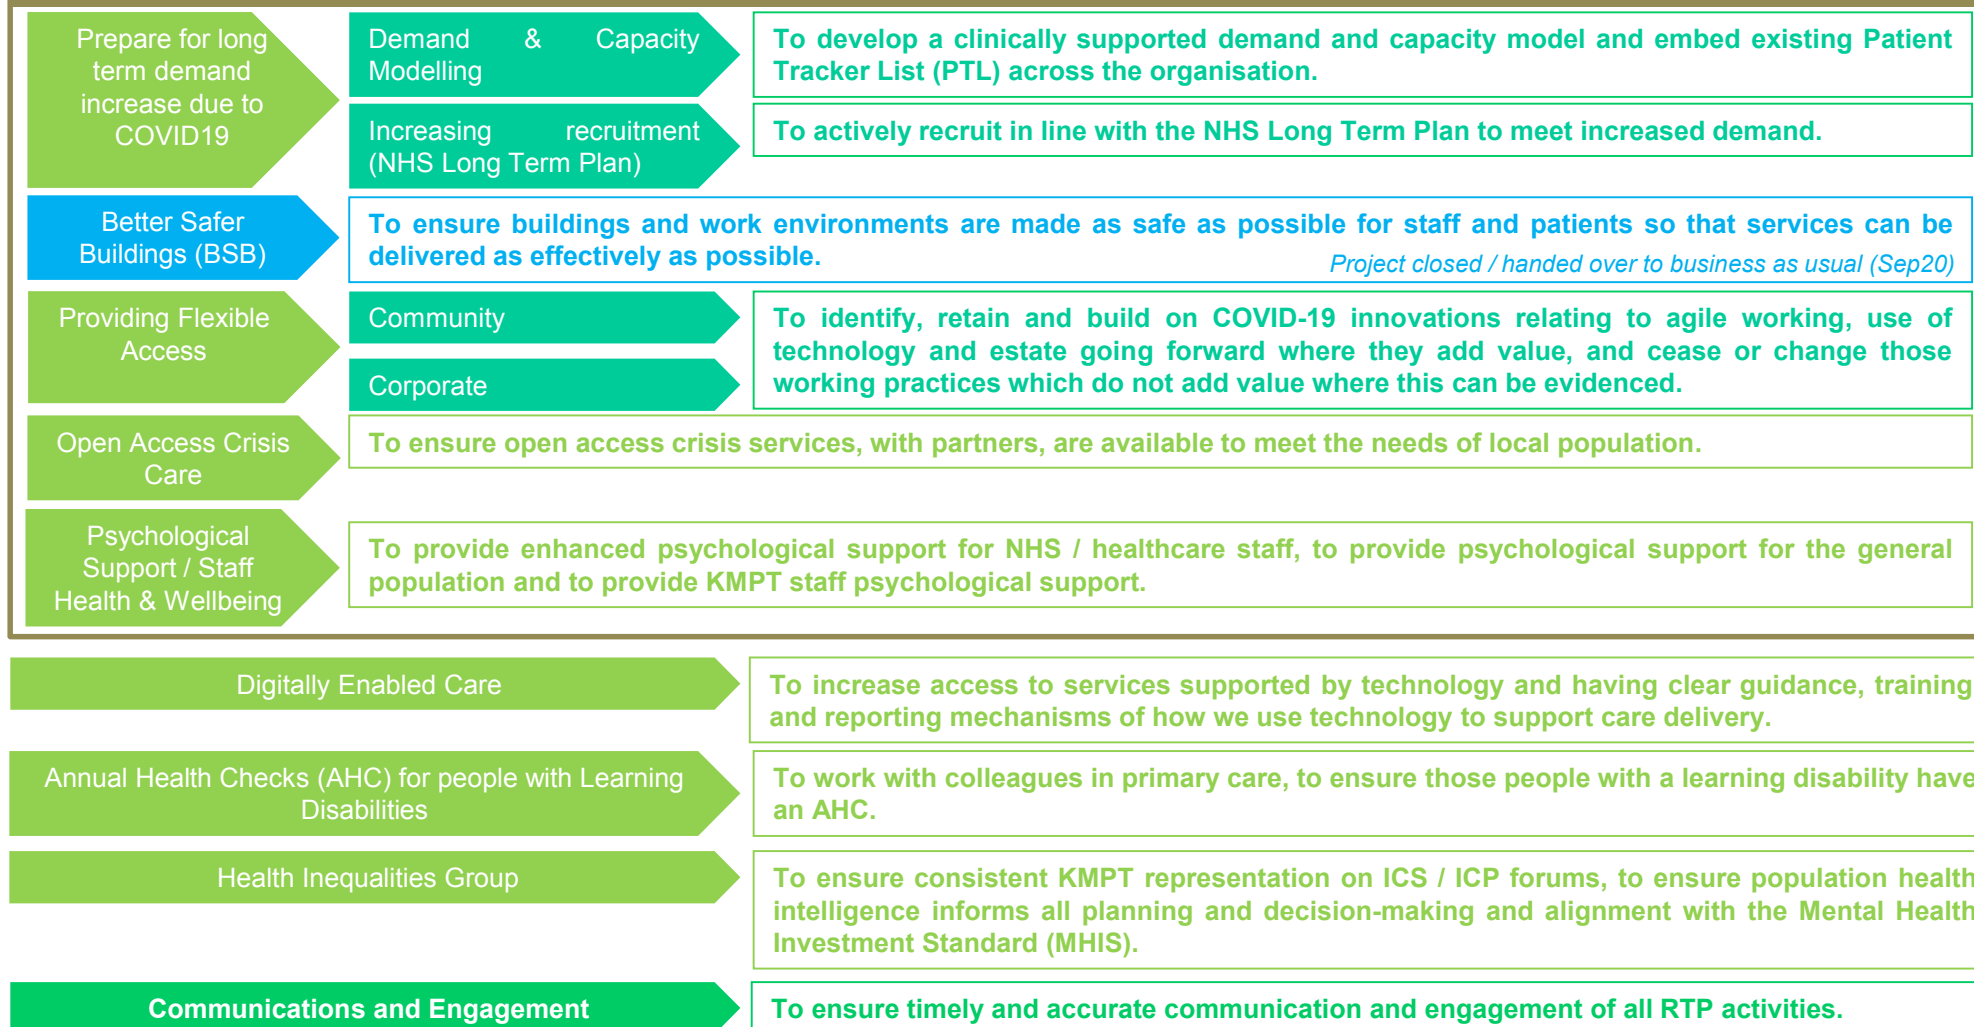 Prepare for long
term demand
increase due to
COVID19
Demand & Capacity
Modelling
To develop a clinically supported demand and capacity model and embed existing Patient
Tracker List (PTL) across the organisation.
Increasing recruitment
(NHS Long Term Plan)
To actively recruit in line with the NHS Long Term Plan to meet increased demand.
Better Safer
Buildings (BSB)
To ensure buildings and work environments are made as safe as possible for staff and patients so that services can be
delivered as effectively as possible.
Project closed / handed over to business as usual (Sep20)
Providing Flexible
Access
Community
Corporate
To identify, retain and build on COVID-19 innovations relating to agile working, use of
technology and estate going forward where they add value, and cease or change those
working practices which do not add value where this can be evidenced.
Open Access Crisis
Care
To ensure open access crisis services, with partners, are available to meet the needs of local population.
Psychological
Support / Staff
Health & Wellbeing
To provide enhanced psychological support for NHS / healthcare staff, to provide psychological support for the general
population and to provide KMPT staff psychological support.
Digitally Enabled Care
To increase access to services supported by technology and having clear guidance, training
and reporting mechanisms of how we use technology to support care delivery.
Annual Health Checks (AHC) for people with Learning
Disabilities
To work with colleagues in primary care, to ensure those people with a learning disability have
an AHC.
Health Inequalities Group
To ensure consistent KMPT representation on ICS / ICP forums, to ensure population health
intelligence informs all planning and decision-making and alignment with the Mental Health
Investment Standard (MHIS).
Communications and Engagement
To ensure timely and accurate communication and engagement of all RTP activities.